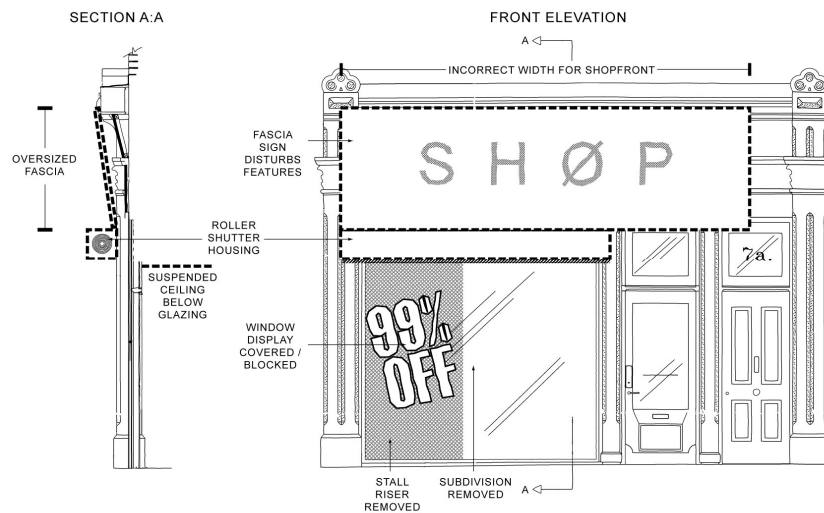 SECTION A:A
FRONT ELEVATION
A
INCORRECT WIDTH FOR SHOPFRONT
OVERSIZED
FASCIA
FASCIA
SIGN
DISTURBS
FEATURES
SHØP
ROLLER
SHUTTER
HOUSING
7a.
SUSPENDED
CEILING
BELOW
GLAZING
WINDOW
DISPLAY
COVERED /
BLOCKED
99%
OFF
STALL
RISER
REMOVED
SUBDIVISION
REMOVED
A